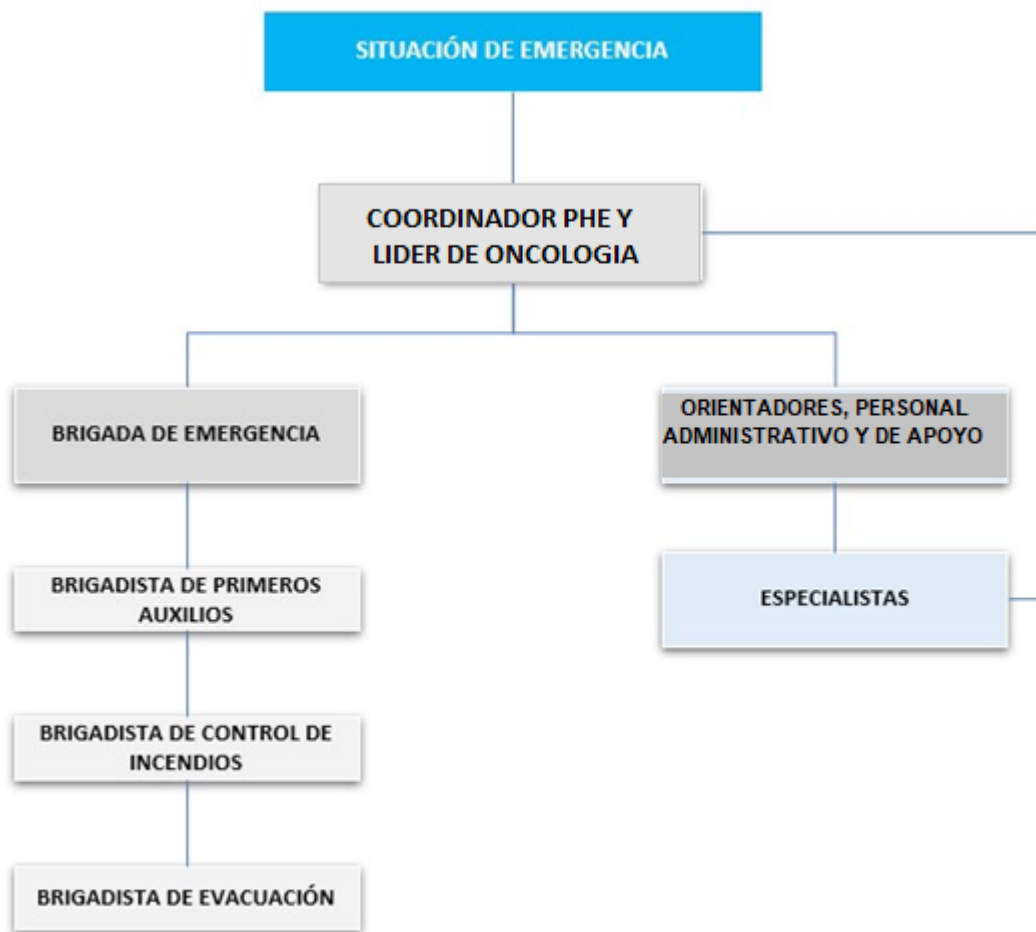 SITUACIÓN DE EMERGENCIA
COORDINADOR PHE Y
LIDER DE ONCOLOGIA
BRIGADA DE EMERGENCIA
ORIENTADORES, PERSONAL
ADMINISTRATIVO Y DE APOYO
BRIGADISTA DE PRIMEROS
AUXILIOS
ESPECIALISTAS
BRIGADISTA DE CONTROL DE
INCENDIOS
BRIGADISTA DE EVACUACIÓN